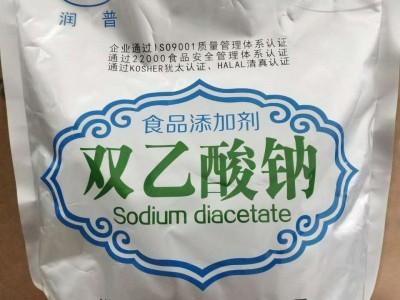 润 普
企业通过ISO9001质量管理体系认证
通过22000食品安全管理体系认证
通过KOSHER犹太认证、HALAL清真认证
食品添加剂
双乙酸钠
Sodium diacetate